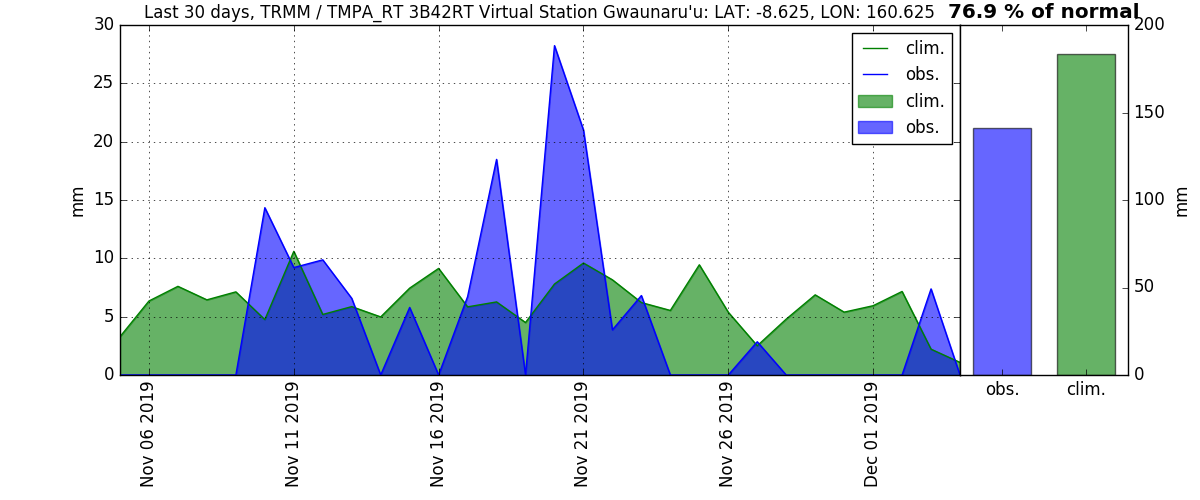 Last 30 days, TRMM / TMPA_RT 3B42RT Virtual Station Gwaunaru'u: LAT: -8.625, LON: 160.625
76.9 % of normal
30
25
20
15
10
5
0
mm
clim.
obs.
clim.
obs.
200
150
100
50
0
mm
obs.
clim.
Nov 06 2019
Nov 11 2019
Nov 16 2019
Nov 21 2019
Nov 26 2019
Dec 01 2019